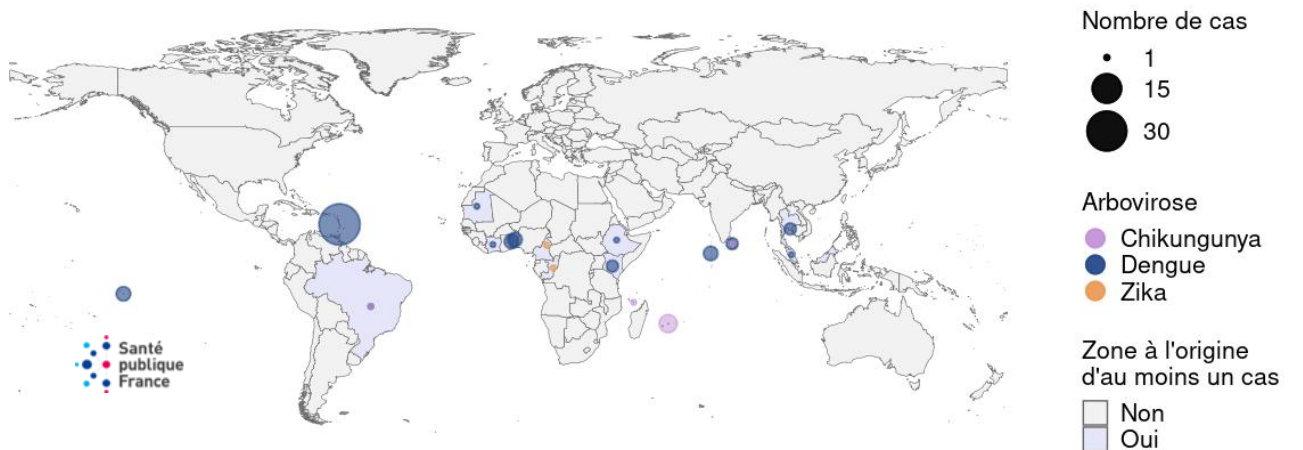 Nombre de cas
1
15
30
Arbovirose
Chikungunya
Dengue
Zika
Zone à l'origine
d'au moins un cas
Non
Oui
Santé
publique
France